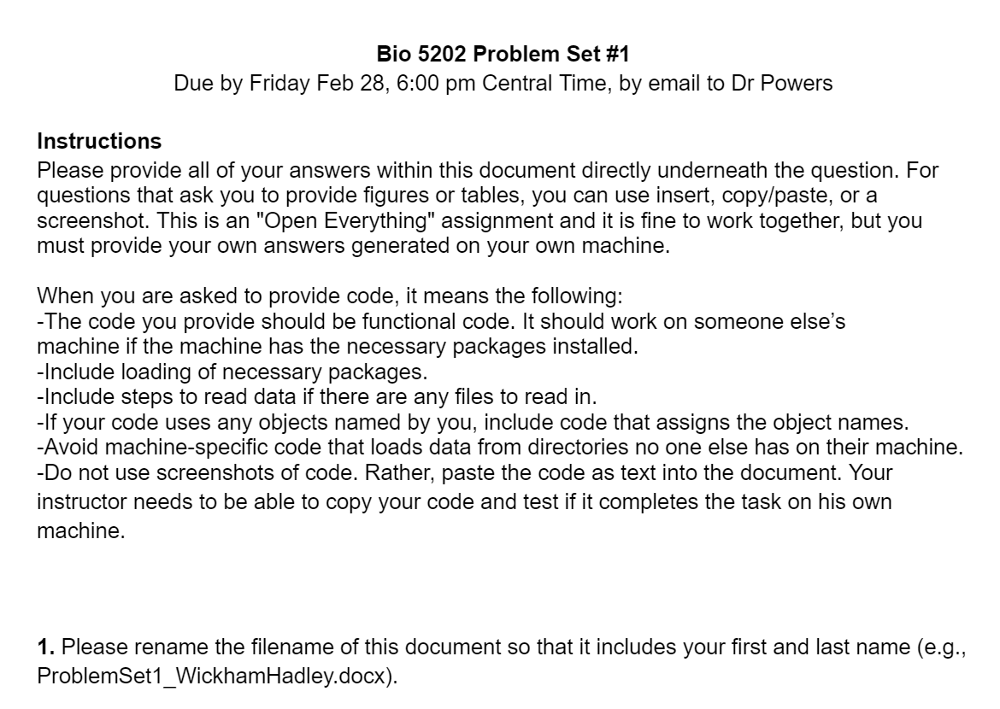 Bio 5202 Problem Set #1
Due by Friday Feb 28, 6:00 pm Central Time, by email to Dr Powers
Instructions
Please provide all of your answers within this document directly underneath the question. For
questions that ask you to provide figures or tables, you can use insert, copy/paste, or a
screenshot. This is an "Open Everything" assignment and it is fine to work together, but you
must provide your own answers generated on your own machine.
When you are asked to provide code, it means the following:
-The code you provide should be functional code. It should work on someone else’s
machine if the machine has the necessary packages installed.
-Include loading of necessary packages.
-Include steps to read data if there are any files to read in.
-If your code uses any objects named by you, include code that assigns the object names.
-Avoid machine-specific code that loads data from directories no one else has on their machine.
-Do not use screenshots of code. Rather, paste the code as text into the document. Your
instructor needs to be able to copy your code and test if it completes the task on his own
machine.
1. Please rename the filename of this document so that it includes your first and last name (e.g.,
ProblemSet1_WickhamHadley.docx).